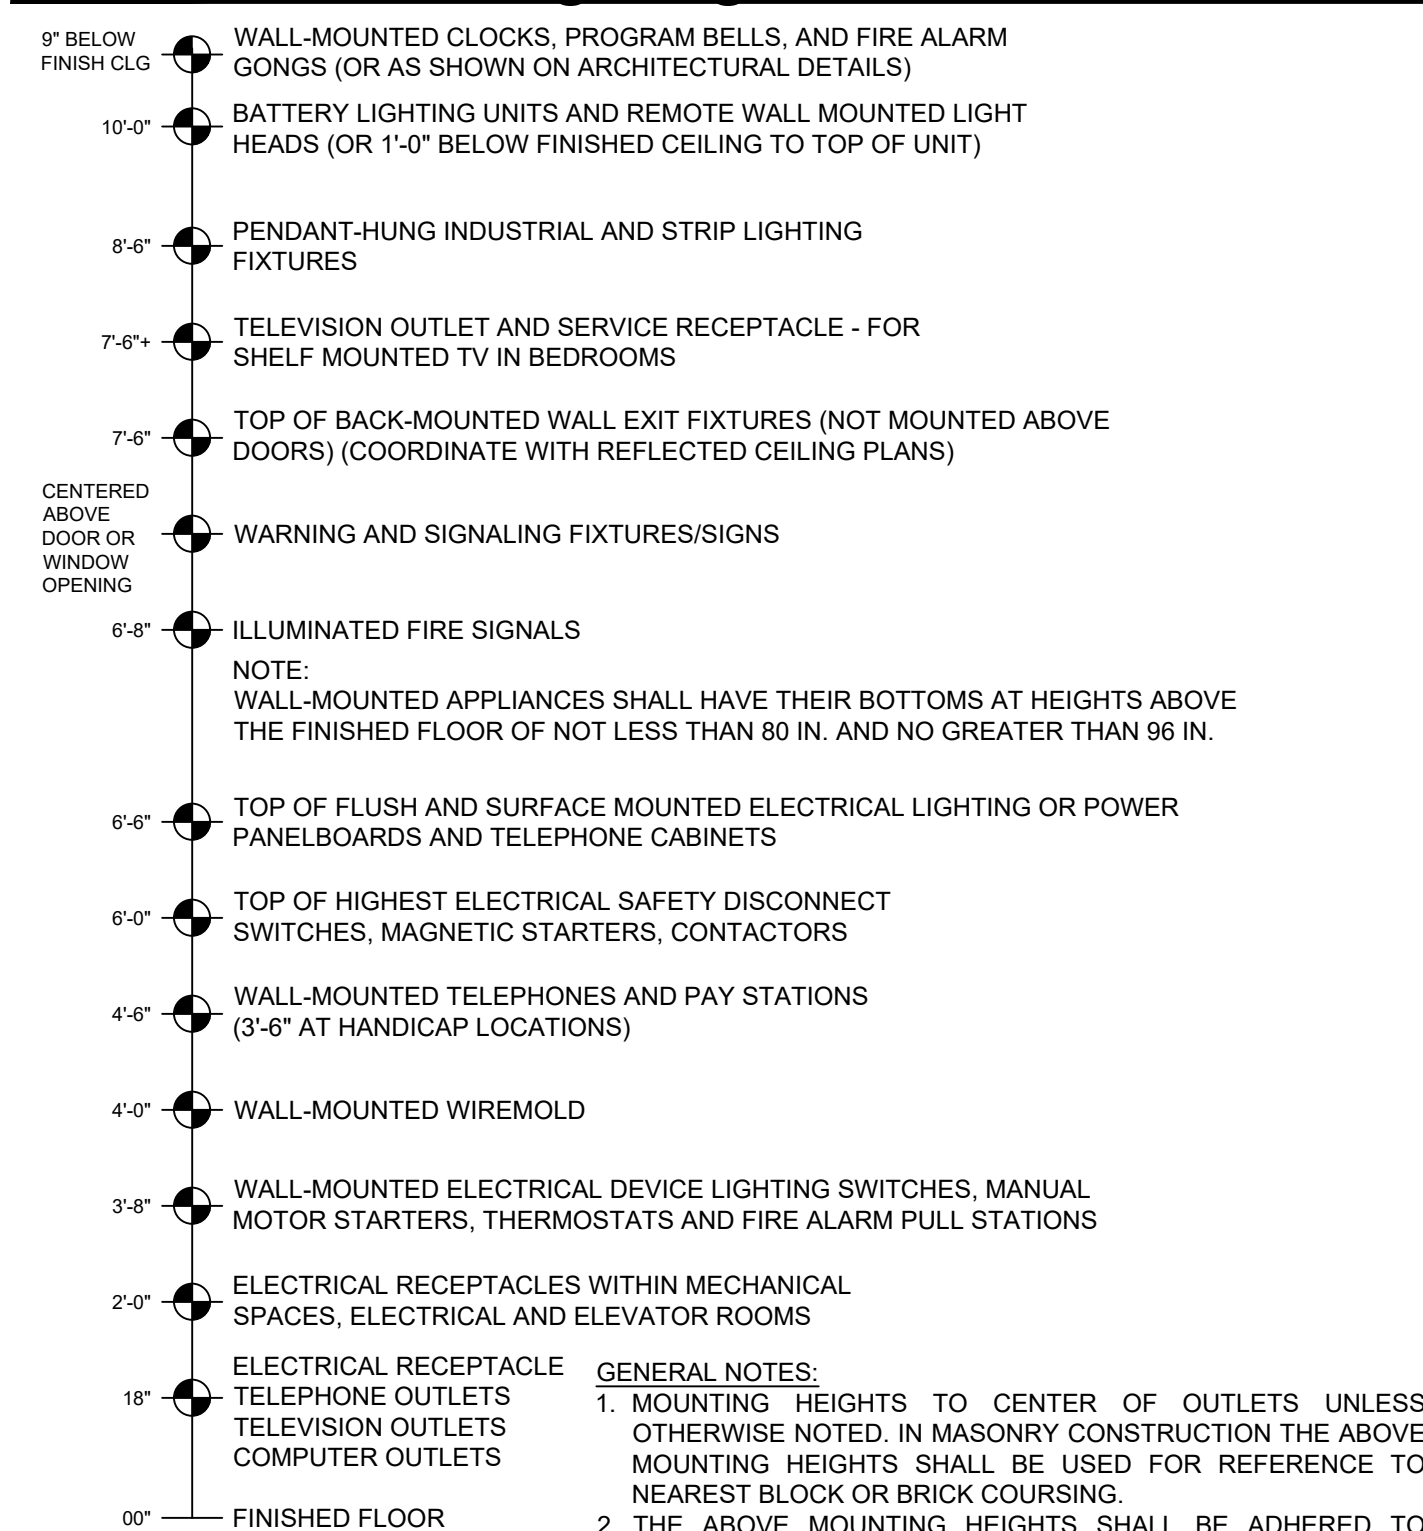 9" BELOW
FINISH CLG
WALL-MOUNTED CLOCKS, PROGRAM BELLS, AND FIRE ALARM
GONGS (OR AS SHOWN ON ARCHITECTURAL DETAILS)
10'-0"
BATTERY LIGHTING UNITS AND REMOTE WALL MOUNTED LIGHT
HEADS (OR 1'-0" BELOW FINISHED CEILING TO TOP OF UNIT)
8'-6"
PENDANT-HUNG INDUSTRIAL AND STRIP LIGHTING
FIXTURES
7'-6"+
TELEVISION OUTLET AND SERVICE RECEPTACLE - FOR
SHELF MOUNTED TV IN BEDROOMS
7'-6"
TOP OF BACK-MOUNTED WALL EXIT FIXTURES (NOT MOUNTED ABOVE
DOORS) (COORDINATE WITH REFLECTED CEILING PLANS)
CENTERED
ABOVE
DOOR OR
WINDOW
OPENING
WARNING AND SIGNALING FIXTURES/SIGNS
6'-8"
ILLUMINATED FIRE SIGNALS
NOTE:
WALL-MOUNTED APPLIANCES SHALL HAVE THEIR BOTTOMS AT HEIGHTS ABOVE
THE FINISHED FLOOR OF NOT LESS THAN 80 IN. AND NO GREATER THAN 96 IN.
6'-6"
TOP OF FLUSH AND SURFACE MOUNTED ELECTRICAL LIGHTING OR POWER
PANELBOARDS AND TELEPHONE CABINETS
6'-0"
TOP OF HIGHEST ELECTRICAL SAFETY DISCONNECT
SWITCHES, MAGNETIC STARTERS, CONTACTORS
4'-6"
WALL-MOUNTED TELEPHONES AND PAY STATIONS
(3'-6" AT HANDICAP LOCATIONS)
4'-0"
WALL-MOUNTED WIREMOLD
3'-8"
WALL-MOUNTED ELECTRICAL DEVICE LIGHTING SWITCHES, MANUAL
MOTOR STARTERS, THERMOSTATS AND FIRE ALARM PULL STATIONS
2'-0"
ELECTRICAL RECEPTACLES WITHIN MECHANICAL
SPACES, ELECTRICAL AND ELEVATOR ROOMS
18"
ELECTRICAL RECEPTACLE
TELEPHONE OUTLETS
TELEVISION OUTLETS
COMPUTER OUTLETS
00"
FINISHED FLOOR
GENERAL NOTES:
1. MOUNTING HEIGHTS TO CENTER OF OUTLETS UNLESS
OTHERWISE NOTED. IN MASONRY CONSTRUCTION THE ABOVE
MOUNTING HEIGHTS SHALL BE USED FOR REFERENCE TO
NEAREST BLOCK OR BRICK COURSING.
2. THE ABOVE MOUNTING HEIGHTS SHALL BE ADHERED TO